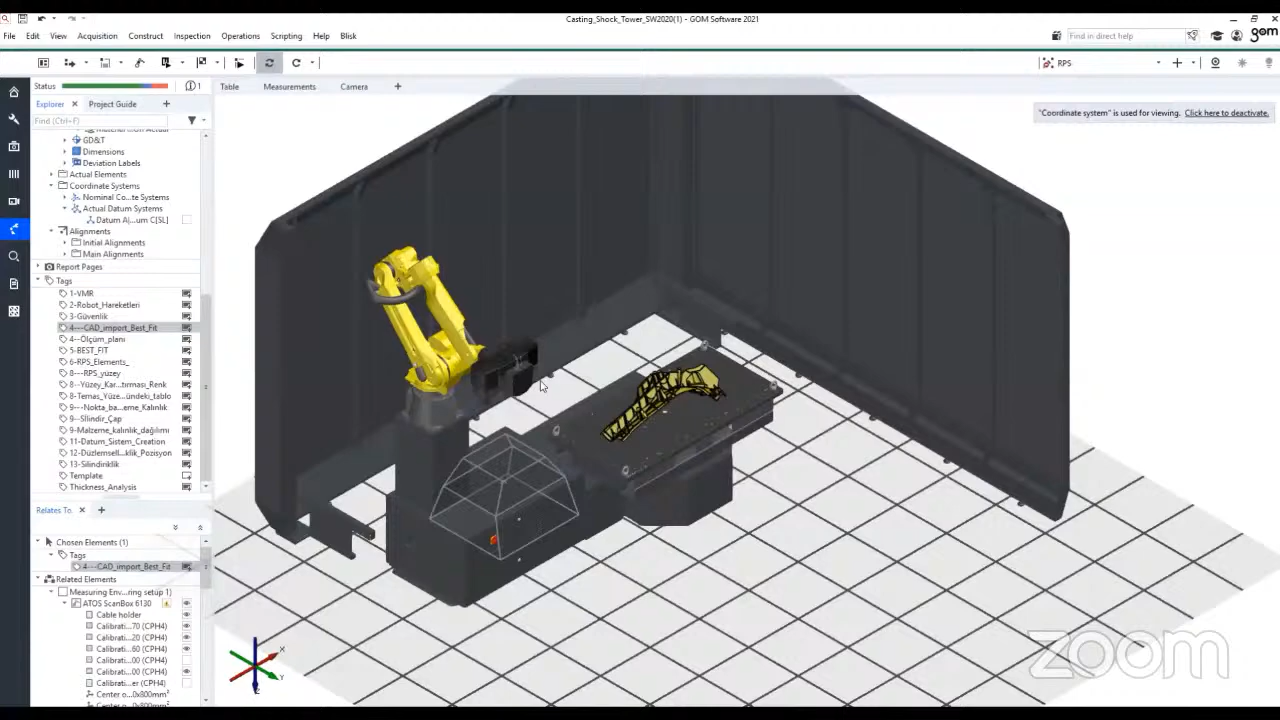 Casting_Shock_Tower_SW2020(1) - GOM Software 2021
File Edit View Acquisition Construct Inspection Operations Scripting Help Blisk
Find in direct help
gom
RPS
Status
1
Table Measurements Camera
Explorer Project Guide
Find (Ctrl+F)
"Coordinate system" is used for viewing. Click here to deactivate.
GD&T
Dimensions
Deviation Labels
Actual Elements
Coordinate Systems
Nominal Co...te Systems
Actual Datum Systems
Datum A|...um C[SL]
Alignments
Initial Alignments
Main Alignments
Report Pages
Tags
1-VMR
2-Robot_Hareketleri
3-Güvenlik
4---CAD_import_Best_Fit
4--Ölçüm_planı
5-BEST_FIT
6-RPS_Elements_
8---RPS_yüzey
8--Yüzey_Kar...tırması_Renk
8-Temas_Yüze...ündeki_tablo
9---Nokta_ba...eme_Kalınlık
9--Silindir_Çap
9-Malzeme_kalınlık_dağılımı
11-Datum_Sistem_Creation
12-Düzlemsell...klik_Pozisyon
13-Silindiriklik
Template
Thickness_Analysis
Relates To.
Chosen Elements (1)
Tags
4---CAD_import_Best_Fit
Related Elements
Measuring Env...ring setup 1)
ATOS ScanBox 6130
Cable holder
Calibrati...70 (CPH4)
Calibrati...20 (CPH4)
Calibrati...60 (CPH4)
Calibrati...00 (CPH4)
Calibrati...00 (CPH4)
Calibrati...er (CPH4)
Center o...0x800mm²
X
Y
Z
zoom